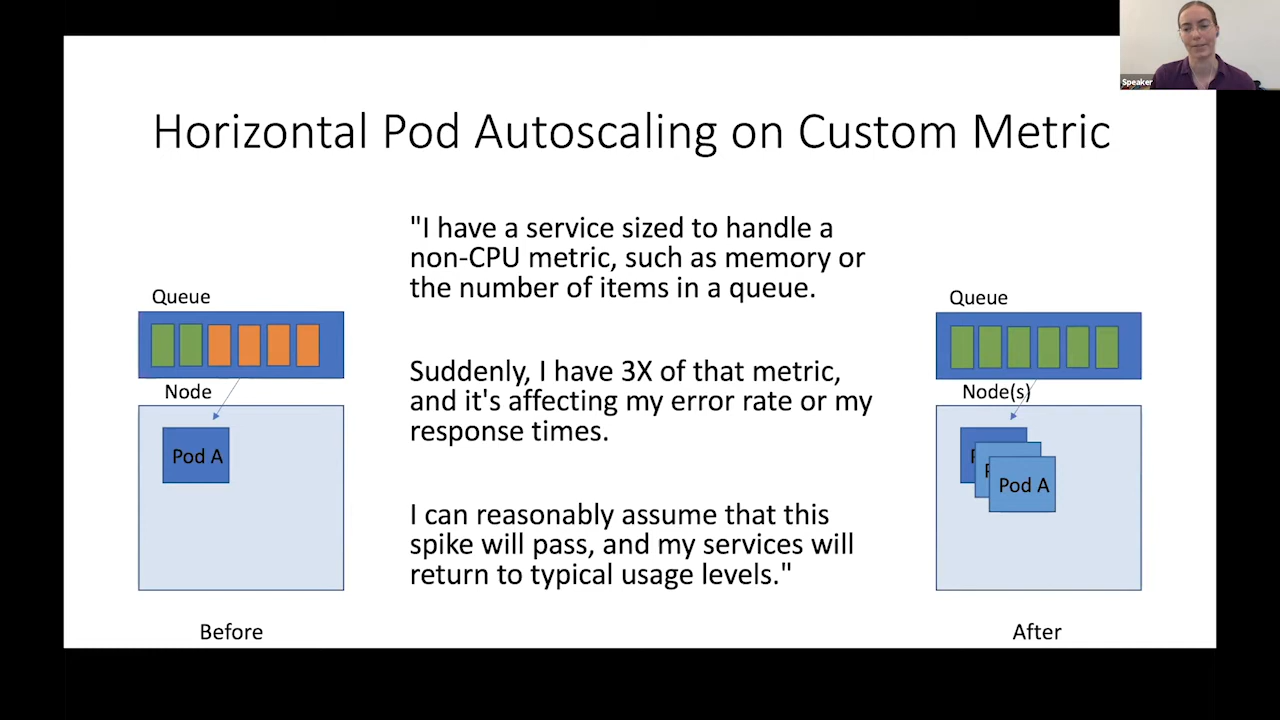 Speaker
Horizontal Pod Autoscaling on Custom Metric
"I have a service sized to handle a
non-CPU metric, such as memory or
the number of items in a queue.
Suddenly, I have 3X of that metric,
and it's affecting my error rate or my
response times.
I can reasonably assume that this
spike will pass, and my services will
return to typical usage levels."
Queue
Node
Pod A
Before
Queue
Node(s)
Pod A
After